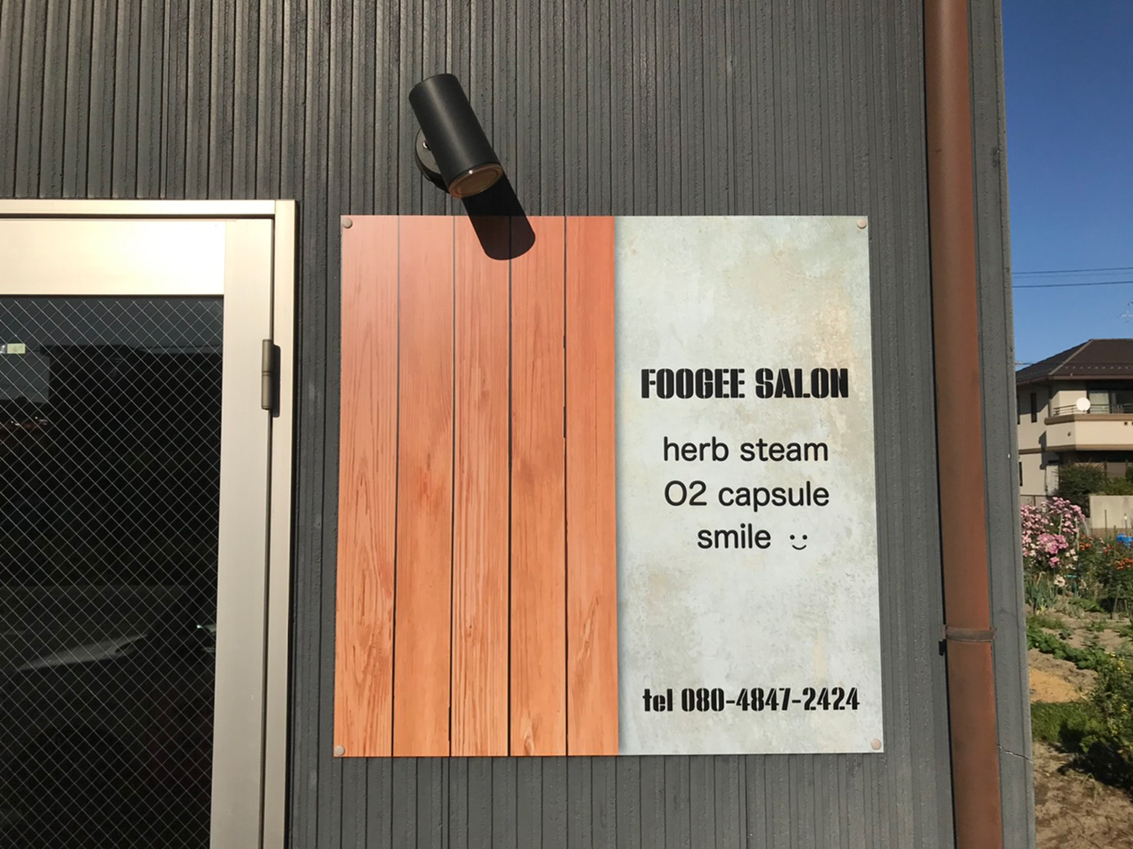 FOOGEE SALON
herb steam
O2 capsule
smile
tel 080-4847-2424